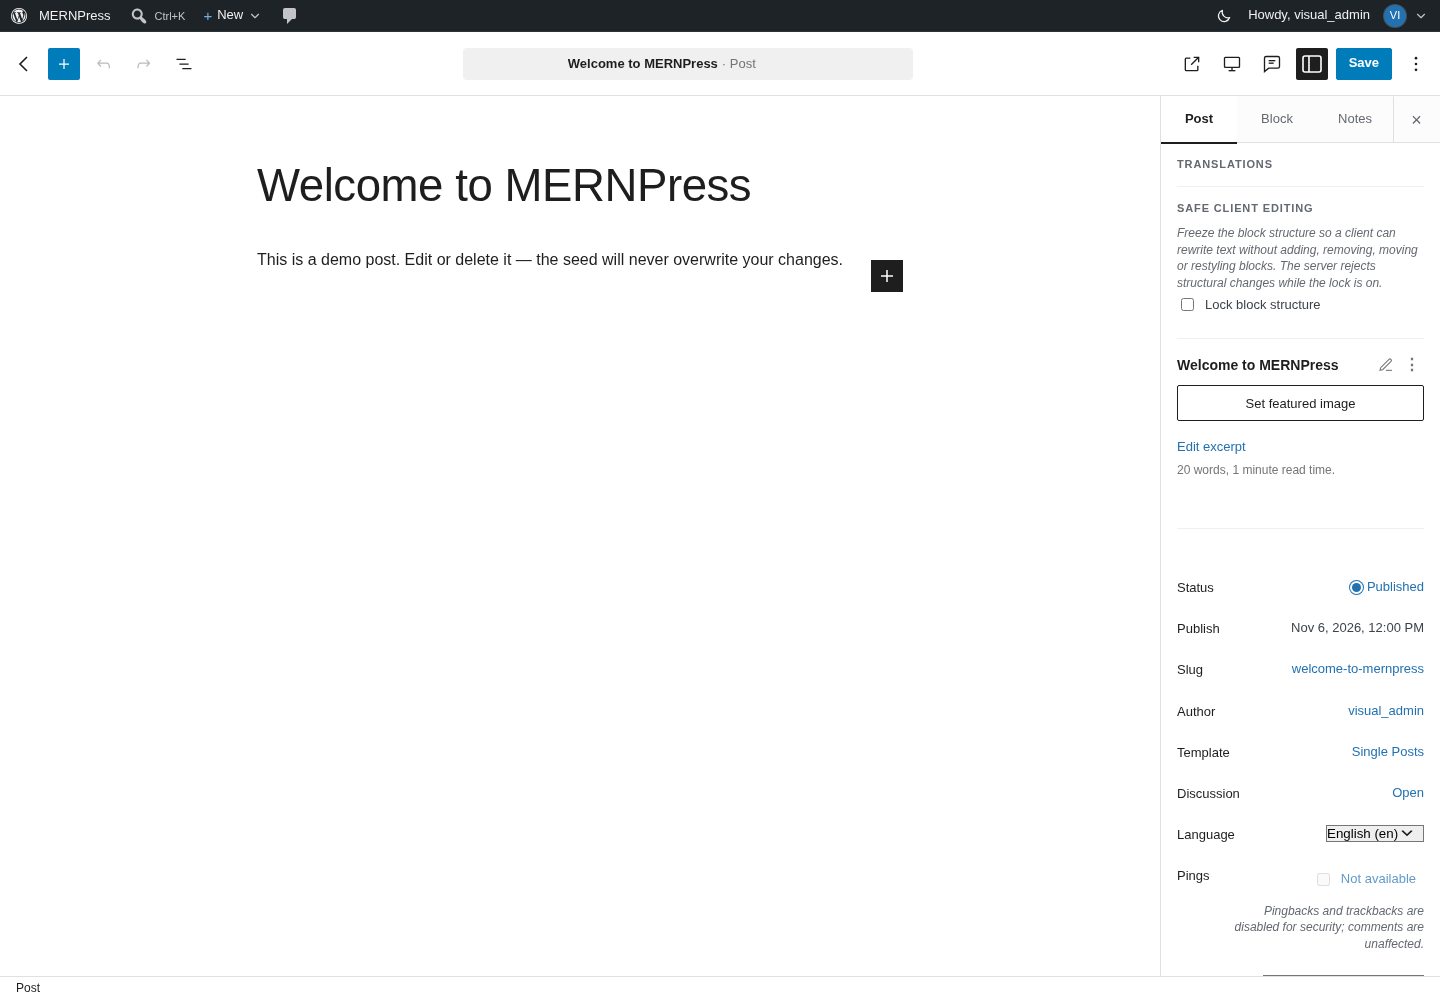 MERNPress
Ctrl+K
+ New
Howdy, visual_admin
VI
Welcome to MERNPress · Post
Save
Post
Block
Notes
×
Welcome to MERNPress
This is a demo post. Edit or delete it — the seed will never overwrite your changes.
TRANSLATIONS
SAFE CLIENT EDITING
Freeze the block structure so a client can
rewrite text without adding, removing, moving
or restyling blocks. The server rejects
structural changes while the lock is on.
Lock block structure
Welcome to MERNPress
Set featured image
Edit excerpt
20 words, 1 minute read time.
Status
Published
Publish
Nov 6, 2026, 12:00 PM
Slug
welcome-to-mernpress
Author
visual_admin
Template
Single Posts
Discussion
Open
Language
English (en)
Pings
Not available
Pingbacks and trackbacks are
disabled for security; comments are
unaffected.
Post